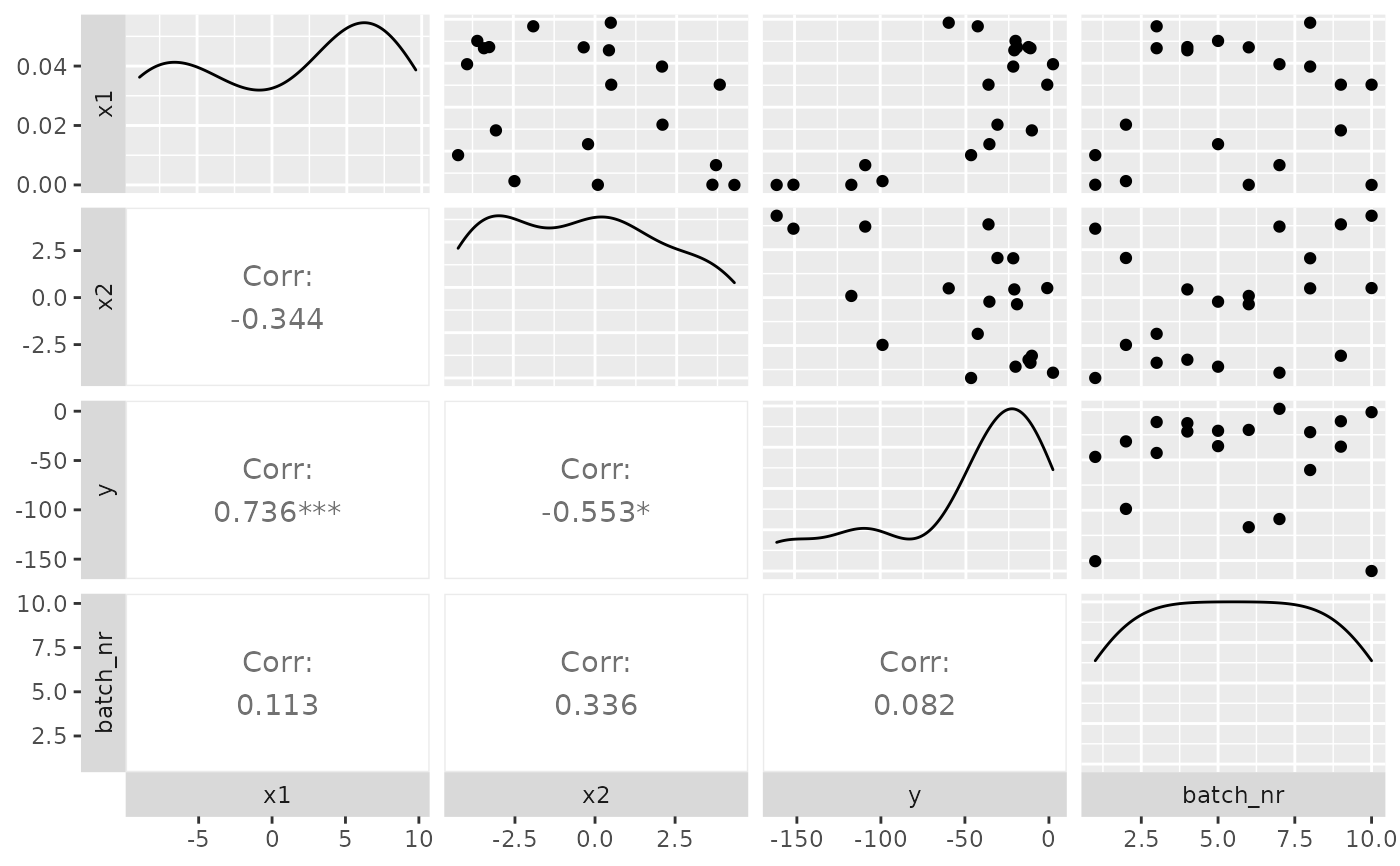 x1
0.04
0.02
0.00
x2
2.5
0.0
-2.5
Corr:
-0.344
y
0
-50
-100
-150
Corr:
0.736***
Corr:
-0.553*
batch_nr
10.0
7.5
5.0
2.5
Corr:
0.113
Corr:
0.336
Corr:
0.082
x1
x2
y
batch_nr
-5 0 5 10
-2.5 0.0 2.5
-150 -100 -50 0
2.5 5.0 7.5 10.0